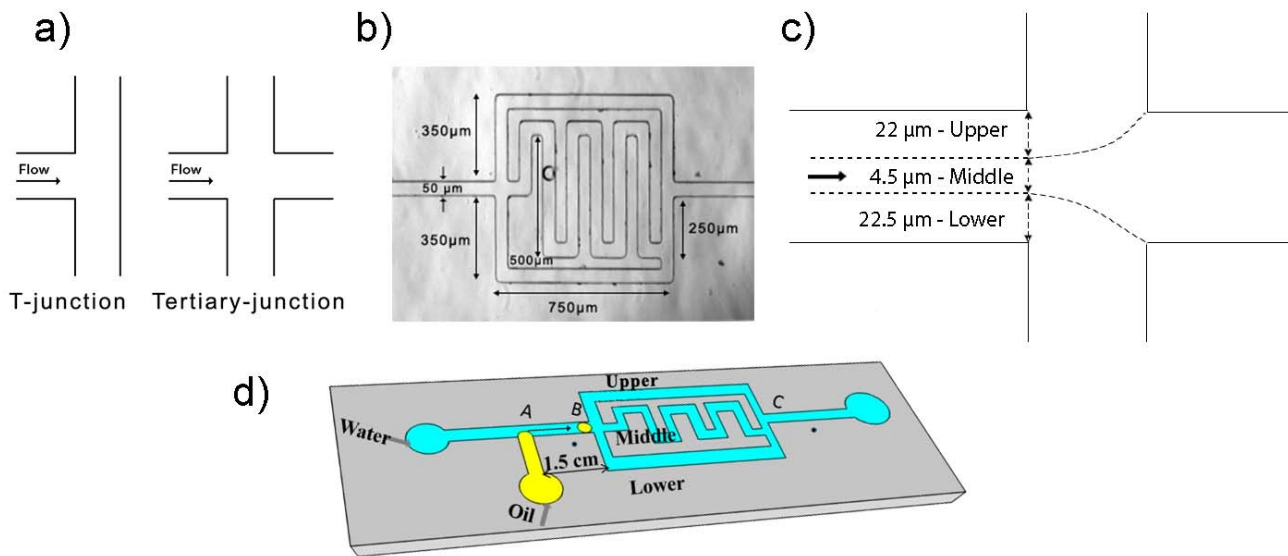 a)
Flow
Flow
T-junction
Tertiary-junction
b)
350µm
50 µm
350µm
500µm
250µm
750µm
c)
22 µm - Upper
4.5 µm - Middle
22.5 µm - Lower
d)
Upper
A
B
C
Water
Middle
1.5 cm
Lower
Oil